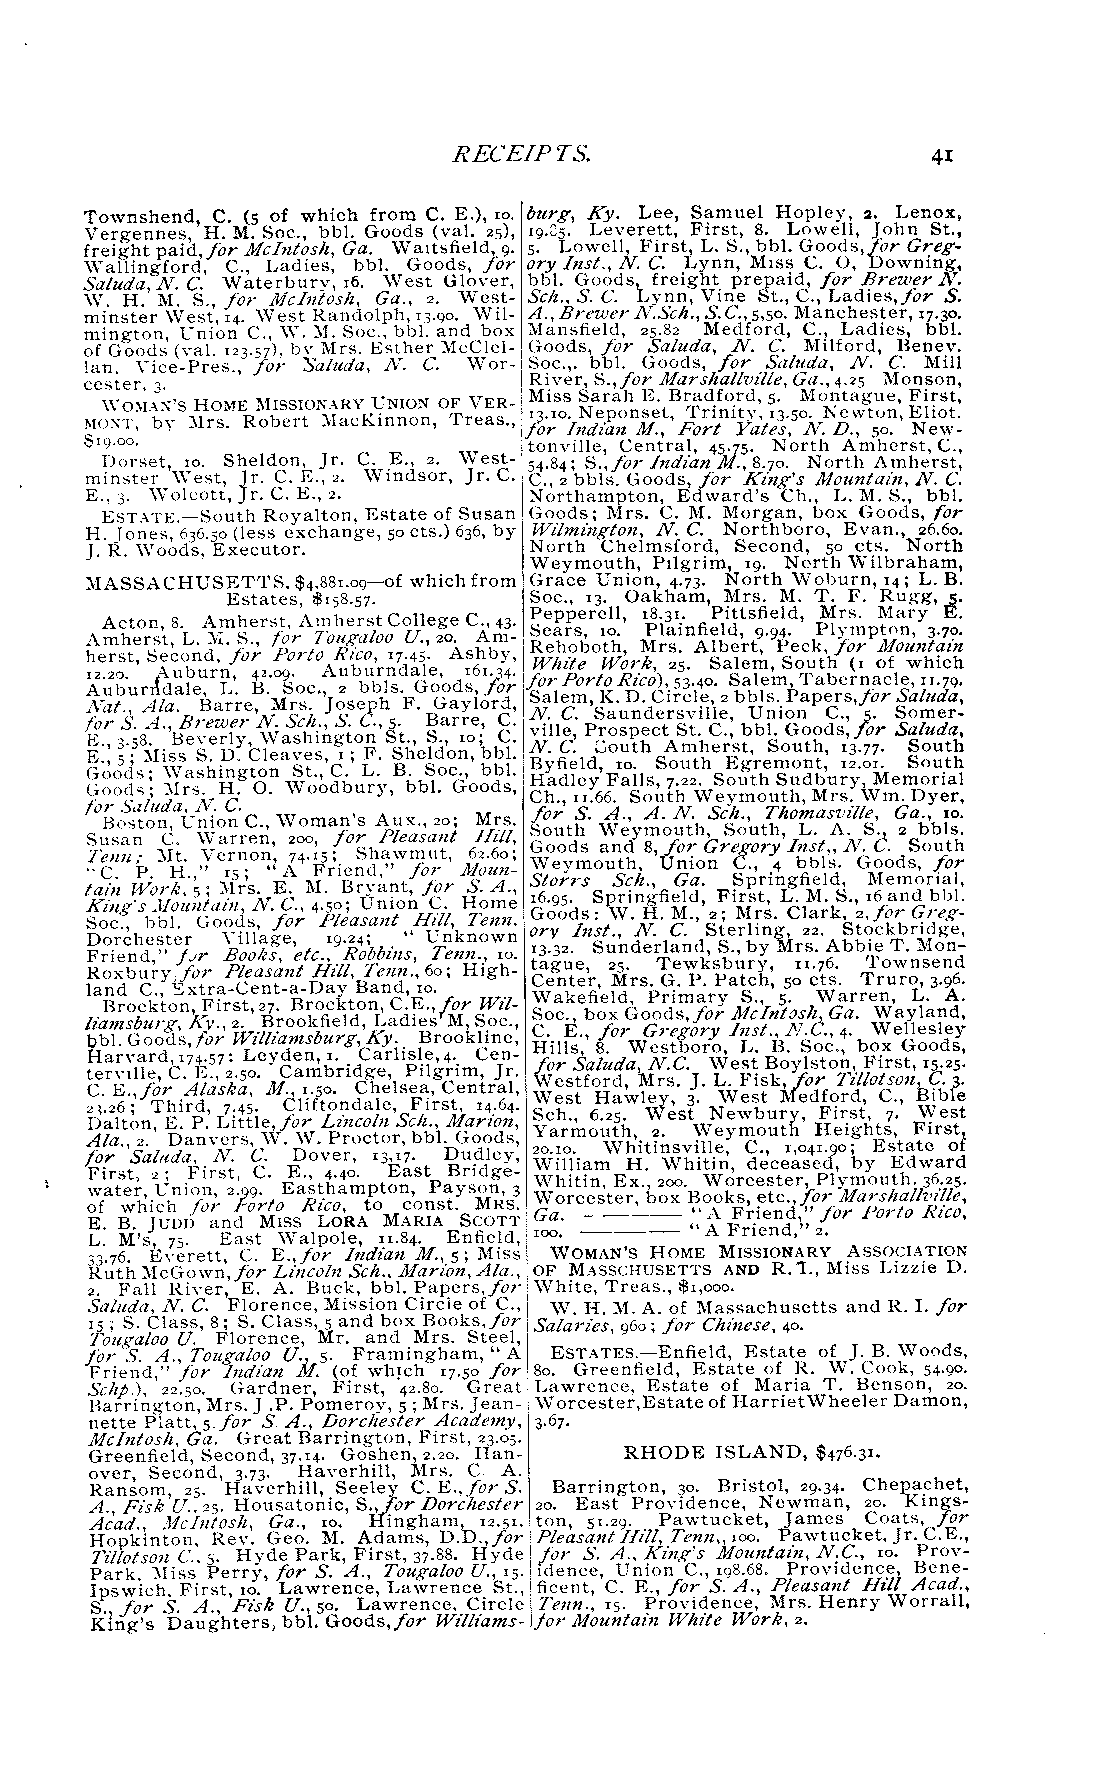 RECEIPTS. 41
Townshend, C. (5 of which from C. E.), 10.
Vergennes, H. M. Soc., bbl. Goods (val. 25),
freight paid, for McIntosh, Ga. Waitsfield, 9.
Wallingford, C., Ladies, bbl. Goods, for
Saluda, N. C. Waterbury, 16. West Glover,
W. H. M. S., for McIntosh, Ga., 2. West-
minster West, 14. West Randolph, 13.90. Wil-
mington, Union C., W. M. Soc., bbl. and box
of Goods (val. 123.57), by Mrs. Esther McClel-
lan, Vice-Pres., for Saluda, N. C. Wor-
cester, 3.
WOMAN'S HOME MISSIONARY UNION OF VER-
MONT, by Mrs. Robert MacKinnon, Treas.,
$19.00.
Dorset, 10. Sheldon, Jr. C. E., 2. West-
minster West, Jr. C. E., 2. Windsor, Jr. C.
E., 3. Wolcott, Jr. C. E., 2.
ESTATE.—South Royalton, Estate of Susan
H. Jones, 636.50 (less exchange, 50 cts.) 636, by
J. R. Woods, Executor.
MASSACHUSETTS. $4,881.09—of which from
Estates, $158.57.
Acton, 8. Amherst, Amherst College C., 43.
Amherst, L. M. S., for Tougaloo U., 20. Am-
herst, Second, for Porto Rico, 17.45. Ashby,
12.20. Auburn, 42.09. Auburndale, 161.34.
Auburndale, L. B. Soc., 2 bbls. Goods, for
Nat., Ala. Barre, Mrs. Joseph F. Gaylord,
for S. A., Brewer N. Sch., S. C., 5. Barre, C.
E., 3.58. Beverly, Washington St., S., 10; C.
E., 5; Miss S. D. Cleaves, 1; F. Sheldon, bbl.
Goods; Washington St., C. L. B. Soc., bbl.
Goods; Mrs. H. O. Woodbury, bbl. Goods,
for Saluda, N. C.
Boston, Union C., Woman's Aux., 20; Mrs.
Susan C. Warren, 200, for Pleasant Hill,
Tenn; Mt. Vernon, 74.15; Shawmut, 62.60;
"C. P. H.," 15; "A Friend," for Moun-
tain Work, 5; Mrs. E. M. Bryant, for S. A.,
King's Mountain, N. C., 4.50; Union C. Home
Soc., bbl. Goods, for Pleasant Hill, Tenn.
Dorchester Village, 19.24; "Unknown
Friend," for Books, etc., Robbins, Tenn., 10.
Roxbury, for Pleasant Hill, Tenn., 60; High-
land C., Extra-Cent-a-Day Band, 10.
Brockton, First, 27. Brockton, C.E., for Wil-
liamsburg, Ky., 2. Brookfield, Ladies' M, Soc.,
bbl. Goods, for Williamsburg, Ky. Brookline,
Harvard, 174.57: Leyden, 1. Carlisle, 4. Cen-
terville, C. E., 2.50. Cambridge, Pilgrim, Jr.
C. E., for Alaska, M., 1.50. Chelsea, Central,
23.26; Third, 7.45. Cliftondale, First, 14.64.
Dalton, E. P. Little, for Lincoln Sch., Marion,
Ala., 2. Danvers, W. W. Proctor, bbl. Goods,
for Saluda, N. C. Dover, 13,17. Dudley,
First, 2; First, C. E., 4.40. East Bridge-
water, Union, 2.99. Easthampton, Payson, 3
of which for Porto Rico, to const. MRS.
E. B. JUDD and MISS LORA MARIA SCOTT
L. M's, 75. East Walpole, 11.84. Enfield,
33.76. Everett, C. E., for Indian M., 5; Miss
Ruth McGown, for Lincoln Sch., Marion, Ala.,
2. Fall River, E. A. Buck, bbl. Papers, for
Saluda, N. C. Florence, Mission Circle of C.,
15; S. Class, 8; S. Class, 5 and box Books, for
Tougaloo U. Florence, Mr. and Mrs. Steel,
for S. A., Tougaloo U., 5. Framingham, "A
Friend," for Indian M. (of which 17.50 for
Schp.), 22.50. Gardner, First, 42.80. Great
Barrington, Mrs. J .P. Pomeroy, 5; Mrs. Jean-
nette Platt, 5. for S. A., Dorchester Academy,
McIntosh, Ga. Great Barrington, First, 23.05.
Greenfield, Second, 37.14. Goshen, 2.20. Han-
over, Second, 3.73. Haverhill, Mrs. C. A.
Ransom, 25. Haverhill, Seeley C. E., for S.
A., Fisk U., 25. Housatonic, S., for Dorchester
Acad., McIntosh, Ga., 10. Hingham, 12.51.
Hopkinton, Rev. Geo. M. Adams, D.D., for
Tillotson C., 5. Hyde Park, First, 37.88. Hyde
Park, Miss Perry, for S. A., Tougaloo U., 15.
Ipswich, First, 10. Lawrence, Lawrence St.,
S., for S. A., Fisk U., 50. Lawrence, Circle
King's Daughters, bbl. Goods, for Williams-
burg, Ky. Lee, Samuel Hopley, 2. Lenox,
19.85. Leverett, First, 8. Lowell, John St.,
5. Lowell, First, L. S., bbl. Goods, for Greg-
ory Inst., N. C. Lynn, Miss C. O, Downing,
bbl. Goods, freight prepaid, for Brewer N.
Sch., S. C. Lynn, Vine St., C., Ladies, for S.
A., Brewer N. Sch., S.C., 5,50. Manchester, 17.30.
Mansfield, 25.82 Medford, C., Ladies, bbl.
Goods, for Saluda, N. C. Milford, Benev.
Soc.,. bbl. Goods, for Saluda, N. C. Mill
River, S., for Marshallville, Ga., 4.25 Monson,
Miss Sarah E. Bradford, 5. Montague, First,
13.10. Neponset, Trinity, 13.50. Newton, Eliot.
for Indian M., Fort Yates, N. D., 50. New-
tonville, Central, 45.75. North Amherst, C.,
54.84; S., for Indian M., 8.70. North Amherst,
C., 2 bbls. Goods, for King's Mountain, N. C.
Northampton, Edward's Ch., L. M. S., bbl.
Goods; Mrs. C. M. Morgan, box Goods, for
Wilmington, N. C. Northboro, Evan., 26.60.
North Chelmsford, Second, 50 cts. North
Weymouth, Pilgrim, 19. North Wilbraham,
Grace Union, 4.73. North Woburn, 14; L. B.
Soc., 13. Oakham, Mrs. M. T. F. Rugg, 5.
Pepperell, 18.31. Pittsfield, Mrs. Mary E.
Sears, 10. Plainfield, 9.94. Plympton, 3.70.
Rehoboth, Mrs. Albert, Peck, for Mountain
White Work, 25. Salem, South (1 of which
for Porto Rico), 53.40. Salem, Tabernacle, 11.79.
Salem, K. D. Circle, 2 bbls. Papers, for Saluda,
N. C. Saundersville, Union C., 5. Somer-
ville, Prospect St. C., bbl. Goods, for Saluda,
N. C. South Amherst, South, 13.77. South
Byfield, 10. South Egremont, 12.01. South
Hadley Falls, 7.22. South Sudbury, Memorial
Ch., 11.66. South Weymouth, Mrs. Wm. Dyer,
for S. A., A. N. Sch., Thomasville, Ga., 10.
South Weymouth, South, L. A. S., 2 bbls.
Goods and 8, for Gregory Inst., N. C. South
Weymouth, Union C., 4 bbls. Goods, for
Storrs Sch., Ga. Springfield, Memorial,
16.95. Springfield, First, L. M. S., 16 and bbl.
Goods: W. H. M., 2; Mrs. Clark, 2, for Greg-
ory Inst., N. C. Sterling, 22. Stockbridge,
13.32. Sunderland, S., by Mrs. Abbie T. Mon-
tague, 25. Tewksbury, 11.76. Townsend
Center, Mrs. G. P. Patch, 50 cts. Truro, 3.96.
Wakefield, Primary S., 5. Warren, L. A.
Soc., box Goods, for McIntosh, Ga. Wayland,
C. E., for Gregory Inst., N.C., 4. Wellesley
Hills, 8. Westboro, L. B. Soc., box Goods,
for Saluda, N.C. West Boylston, First, 15.25.
Westford, Mrs. J. L. Fisk, for Tillotson, C. 3.
West Hawley, 3. West Medford, C., Bible
Sch., 6.25. West Newbury, First, 7. West
Yarmouth, 2. Weymouth Heights, First,
20.10. Whitinsville, C., 1,041.90; Estate of
William H. Whitin, deceased, by Edward
Whitin, Ex., 200. Worcester, Plymouth, 36.25.
Worcester, box Books, etc., for Marshallville,
Ga. — ——— "A Friend," for Porto Rico,
100. ——— "A Friend," 2.
WOMAN'S HOME MISSIONARY ASSOCIATION
OF MASSCHUSETTS AND R. I., Miss Lizzie D.
White, Treas., $1,000.
W. H. M. A. of Massachusetts and R. I. for
Salaries, 960; for Chinese, 40.
ESTATES.—Enfield, Estate of J. B. Woods,
80. Greenfield, Estate of R. W. Cook, 54.90.
Lawrence, Estate of Maria T. Benson, 20.
Worcester, Estate of Harriet Wheeler Damon,
3.67.
RHODE ISLAND, $476.31.
Barrington, 30. Bristol, 29.34. Chepachet,
20. East Providence, Newman, 20. Kings-
ton, 51.29. Pawtucket, James Coats, for
Pleasant Hill, Tenn., 100. Pawtucket, Jr. C.E.,
for S. A., King's Mountain, N.C., 10. Prov-
idence, Union C., 198.68. Providence, Bene-
ficent, C. E., for S. A., Pleasant Hill Acad.,
Tenn., 15. Providence, Mrs. Henry Worrall,
for Mountain White Work, 2.